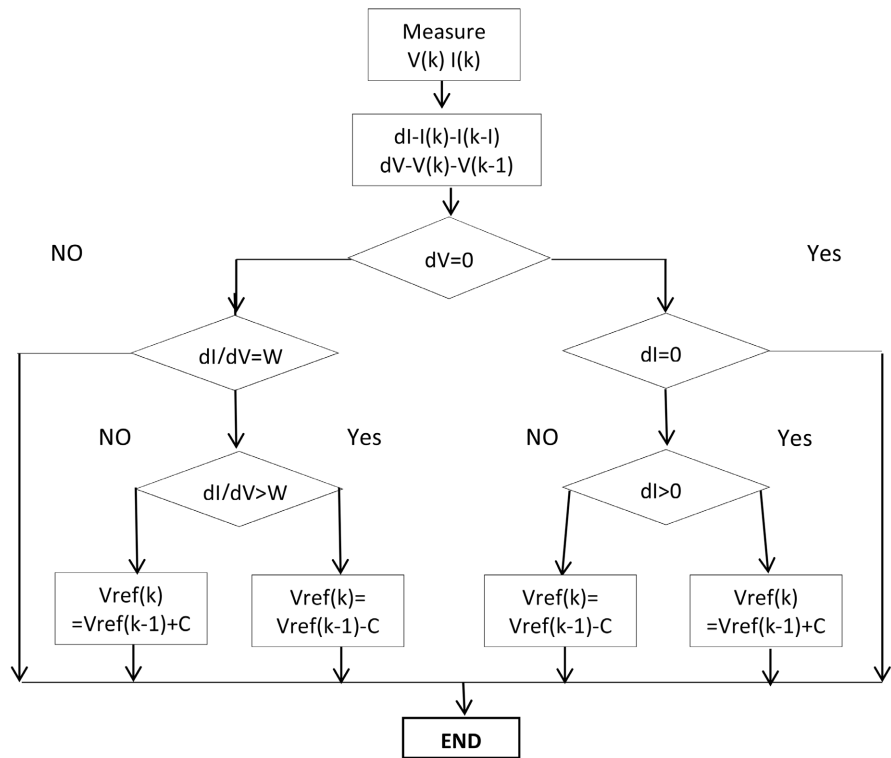 Measure
V(k) I(k)
dI-I(k)-I(k-I)
dV-V(k)-V(k-1)
NO
dV=0
Yes
dI/dV=W
dI=0
NO
Yes
NO
Yes
dI/dV>W
dI>0
Vref(k)
=Vref(k-1)+C
Vref(k)=
Vref(k-1)-C
Vref(k)=
Vref(k-1)-C
Vref(k)
=Vref(k-1)+C
END